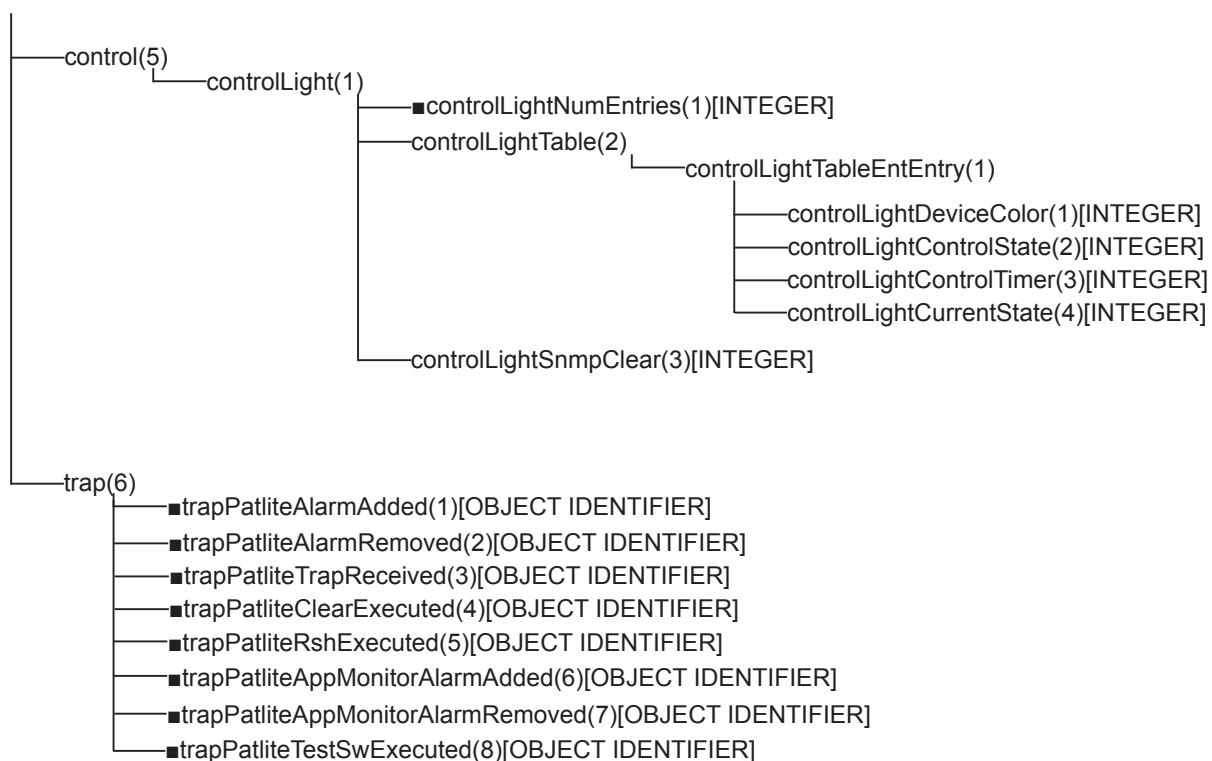 control(5)
controlLight(1)
■controlLightNumEntries(1)[INTEGER]
controlLightTable(2)
controlLightTableEntEntry(1)
controlLightDeviceColor(1)[INTEGER]
controlLightControlState(2)[INTEGER]
controlLightControlTimer(3)[INTEGER]
controlLightCurrentState(4)[INTEGER]
controlLightSnmpClear(3)[INTEGER]
trap(6)
■trapPatliteAlarmAdded(1)[OBJECT IDENTIFIER]
■trapPatliteAlarmRemoved(2)[OBJECT IDENTIFIER]
■trapPatliteTrapReceived(3)[OBJECT IDENTIFIER]
■trapPatliteClearExecuted(4)[OBJECT IDENTIFIER]
■trapPatliteRshExecuted(5)[OBJECT IDENTIFIER]
■trapPatliteAppMonitorAlarmAdded(6)[OBJECT IDENTIFIER]
■trapPatliteAppMonitorAlarmRemoved(7)[OBJECT IDENTIFIER]
■trapPatliteTestSwExecuted(8)[OBJECT IDENTIFIER]